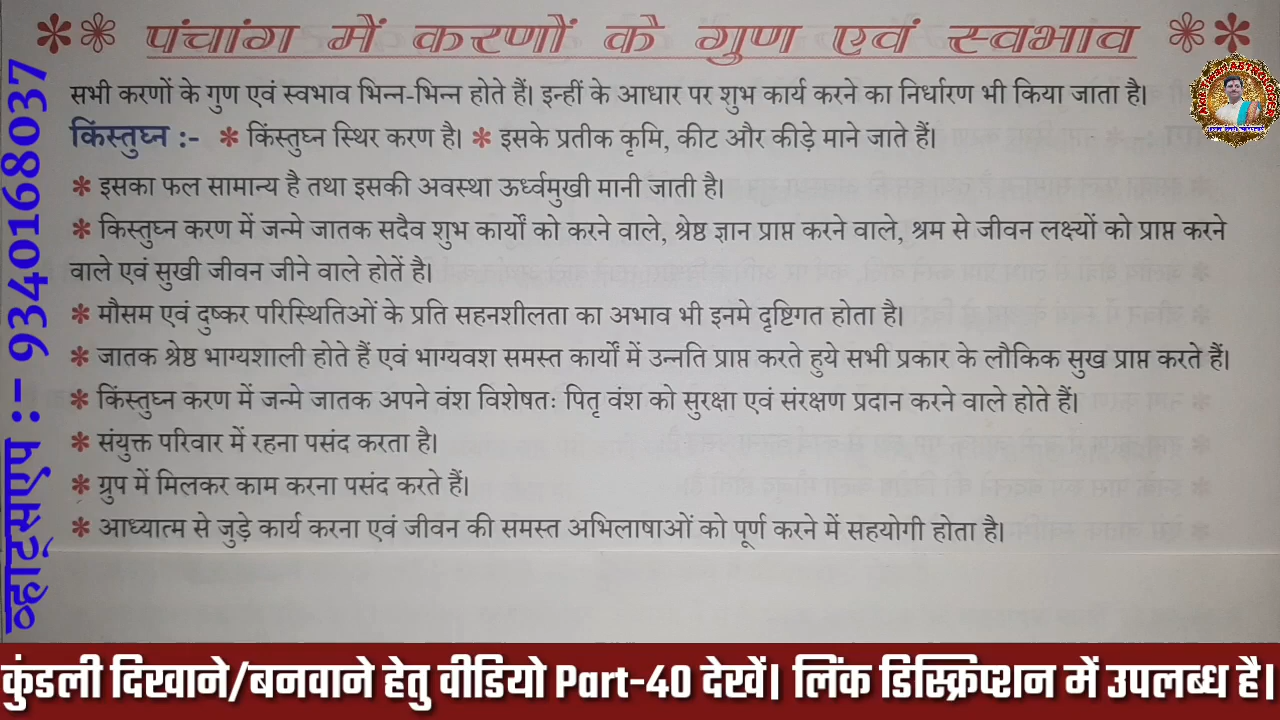 पंचांग में करणों के गुण एवं स्वभाव
सभी करणों के गुण एवं स्वभाव भिन्न-भिन्न होते हैं। इन्हीं के आधार पर शुभ कार्य करने का निर्धारण भी किया जाता है।
किंस्तुघ्न :- * किंस्तुघ्न स्थिर करण है। * इसके प्रतीक कृमि, कीट और कीड़े माने जाते हैं।
* इसका फल सामान्य है तथा इसकी अवस्था ऊर्ध्वमुखी मानी जाती है।
* किस्तुघ्न करण में जन्मे जातक सदैव शुभ कार्यों को करने वाले, श्रेष्ठ ज्ञान प्राप्त करने वाले, श्रम से जीवन लक्ष्यों को प्राप्त करने
वाले एवं सुखी जीवन जीने वाले होतें है।
* मौसम एवं दुष्कर परिस्थितिओं के प्रति सहनशीलता का अभाव भी इनमें दृष्टिगत होता है।
* जातक श्रेष्ठ भाग्यशाली होते हैं एवं भाग्यवश समस्त कार्यों में उन्नति प्राप्त करते हुये सभी प्रकार के लौकिक सुख प्राप्त करते हैं।
* किंस्तुघ्न करण में जन्मे जातक अपने वंश विशेषतः पितृ वंश को सुरक्षा एवं संरक्षण प्रदान करने वाले होते हैं।
* संयुक्त परिवार में रहना पसंद करता है।
* ग्रुप में मिलकर काम करना पसंद करते हैं।
* आध्यात्म से जुड़े कार्य करना एवं जीवन की समस्त अभिलाषाओं को पूर्ण करने में सहयोगी होता है।
व्हाट्सएप :- 9340168037
कुंडली दिखाने/बनवाने हेतु वीडियो Part-40 देखें। लिंक डिस्क्रिप्शन में उपलब्ध है।